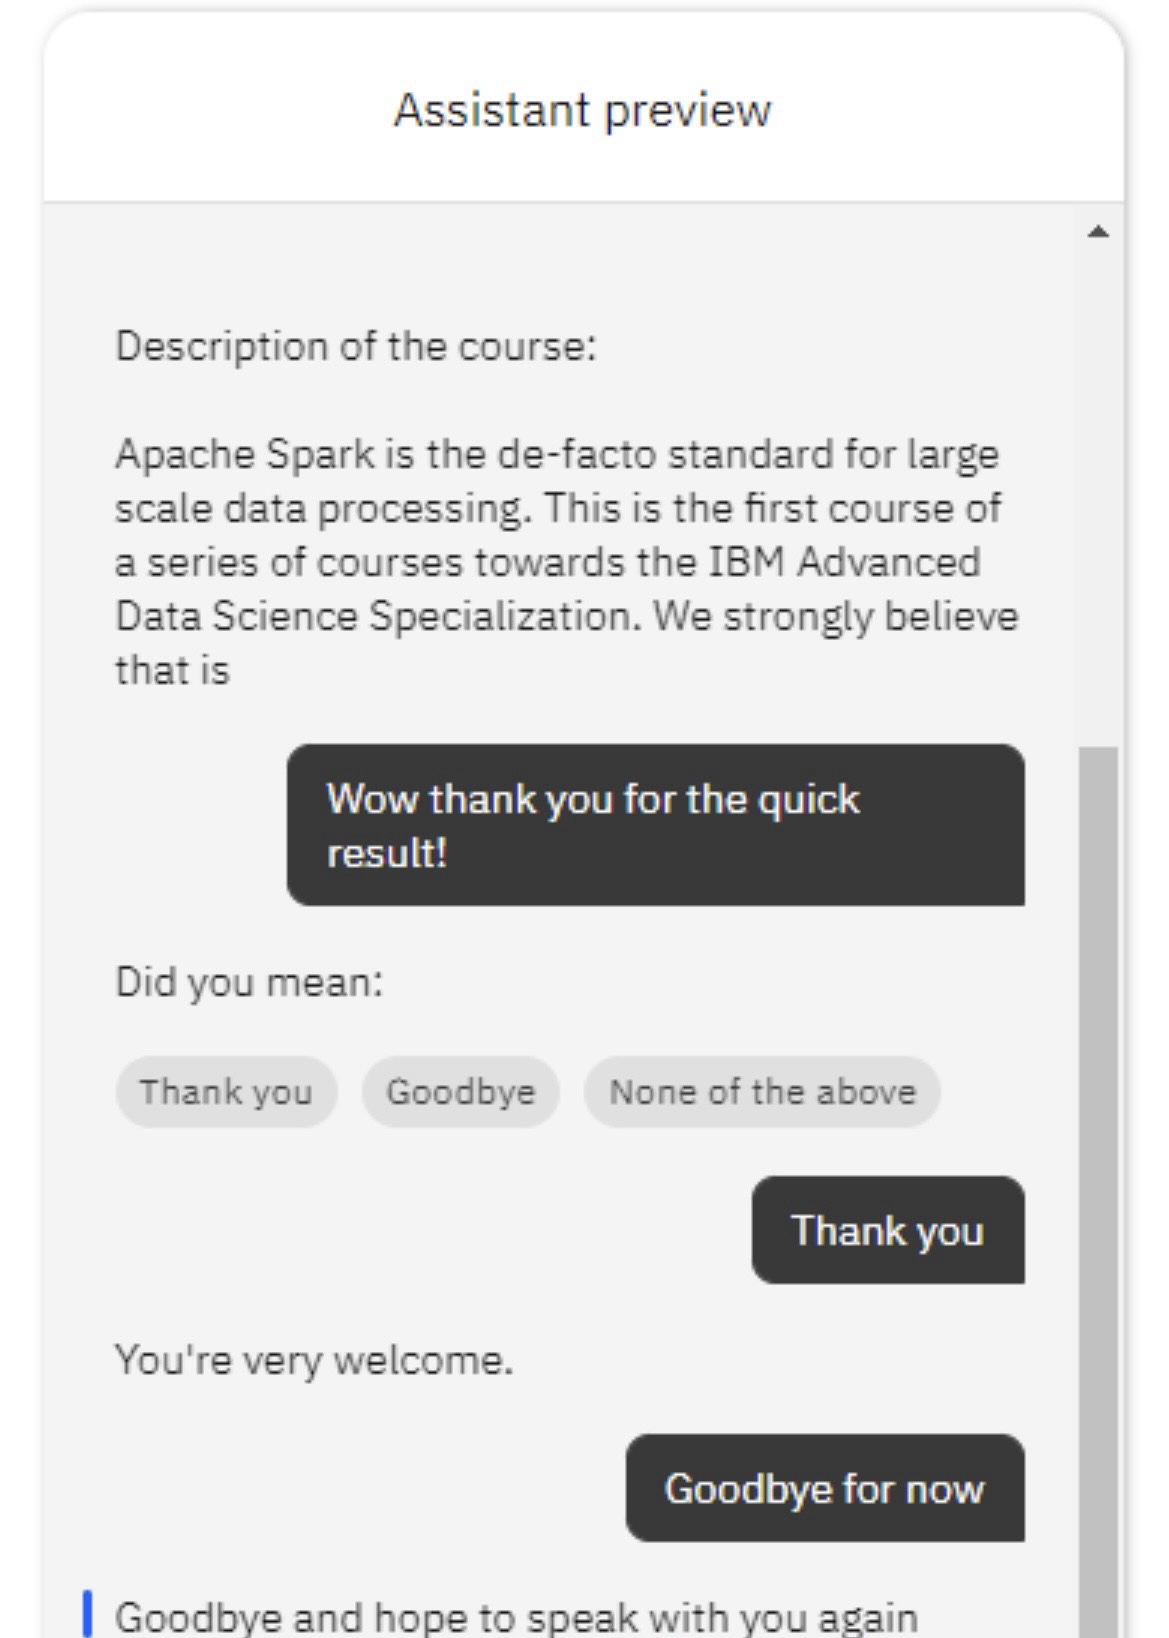 Assistant preview
Description of the course:
Apache Spark is the de-facto standard for large
scale data processing. This is the first course of
a series of courses towards the IBM Advanced
Data Science Specialization. We strongly believe
that is
Wow thank you for the quick
result!
Did you mean:
Thank you
Goodbye
None of the above
Thank you
You're very welcome.
Goodbye for now
Goodbye and hope to speak with you again